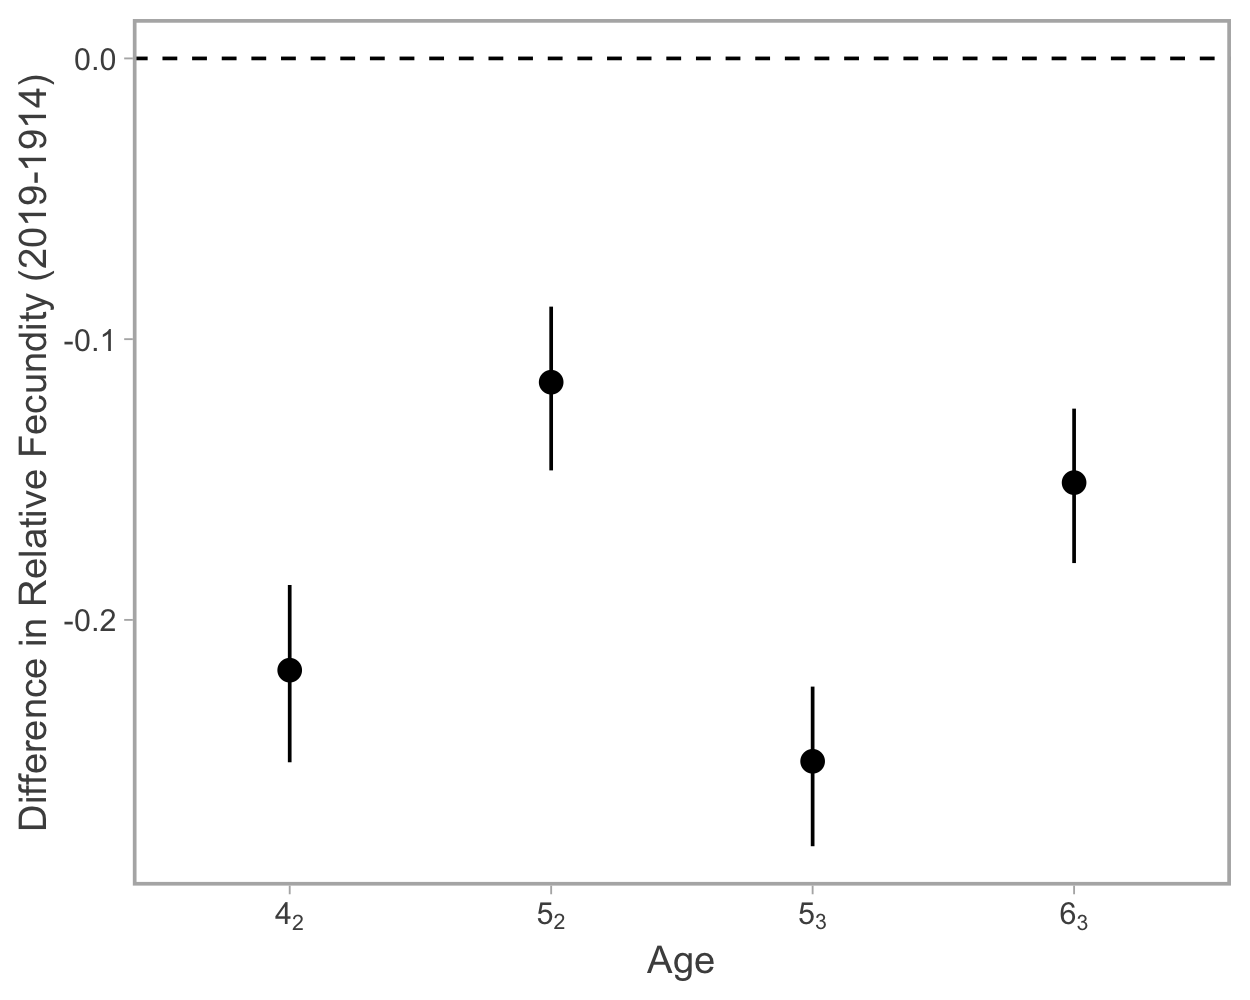 Difference in Relative Fecundity (2019-1914)
0.0
-0.1
-0.2
4₂ 5₂ 5₃ 6₃
Age